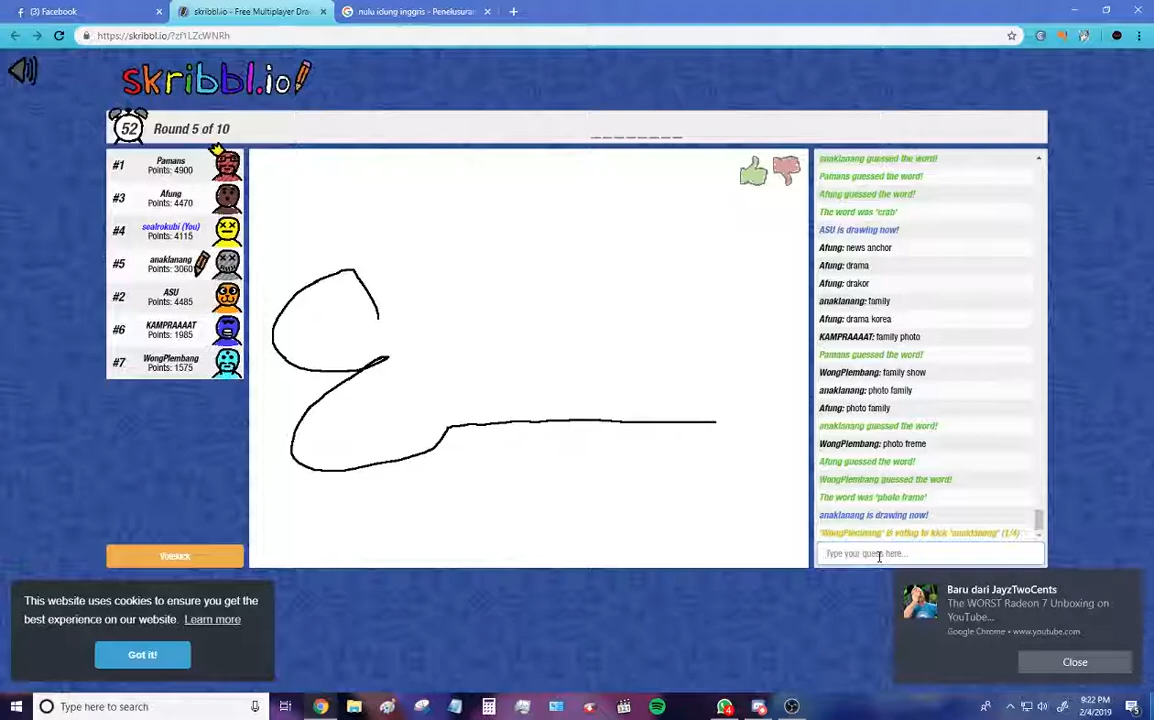 (3) Facebook
skribbl.io - Free Multiplayer Dra
nulu idung inggris - Penelusura
https://skribbl.io/?zf1LZcWNRh
skribbl.io
52
Round 5 of 10
#1 Pamans
Points: 4900
#3 Afung
Points: 4470
#4 sealrokubi (You)
Points: 4115
#5 anaklanang
Points: 3060
#2 ASU
Points: 4485
#6 KAMPRAAAAT
Points: 1985
#7 WongPlembang
Points: 1575
Votekick
anaklanang guessed the word!
Pamans guessed the word!
Afung guessed the word!
The word was 'crab'
ASU is drawing now!
Afung: news anchor
Afung: drama
Afung: drakor
anaklanang: family
Afung: drama korea
KAMPRAAAAT: family photo
Pamans guessed the word!
WongPlembang: family show
anaklanang: photo family
Afung: photo family
anaklanang guessed the word!
WongPlembang: photo freme
Afung guessed the word!
WongPlembang guessed the word!
The word was 'photo frame'
anaklanang is drawing now!
'WongPlembang' is voting to kick 'anaklanang' (1/4)
Type your guess here...
This website uses cookies to ensure you get the
best experience on our website. Learn more
Got it!
Baru dari JayzTwoCents
The WORST Radeon 7 Unboxing on
YouTube...
Google Chrome • www.youtube.com
Close
Type here to search
9:22 PM
2/4/2019